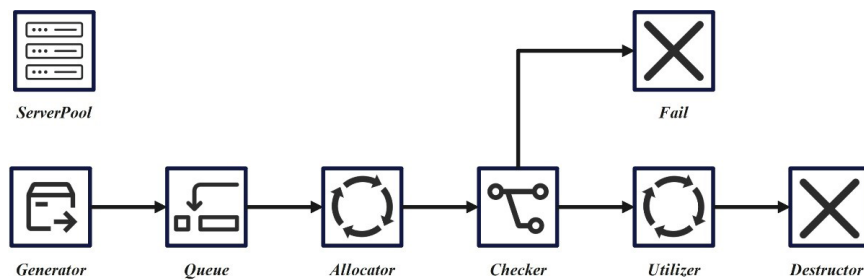 ServerPool
Fail
Generator
Queue
Allocator
Checker
Utilizer
Destructor